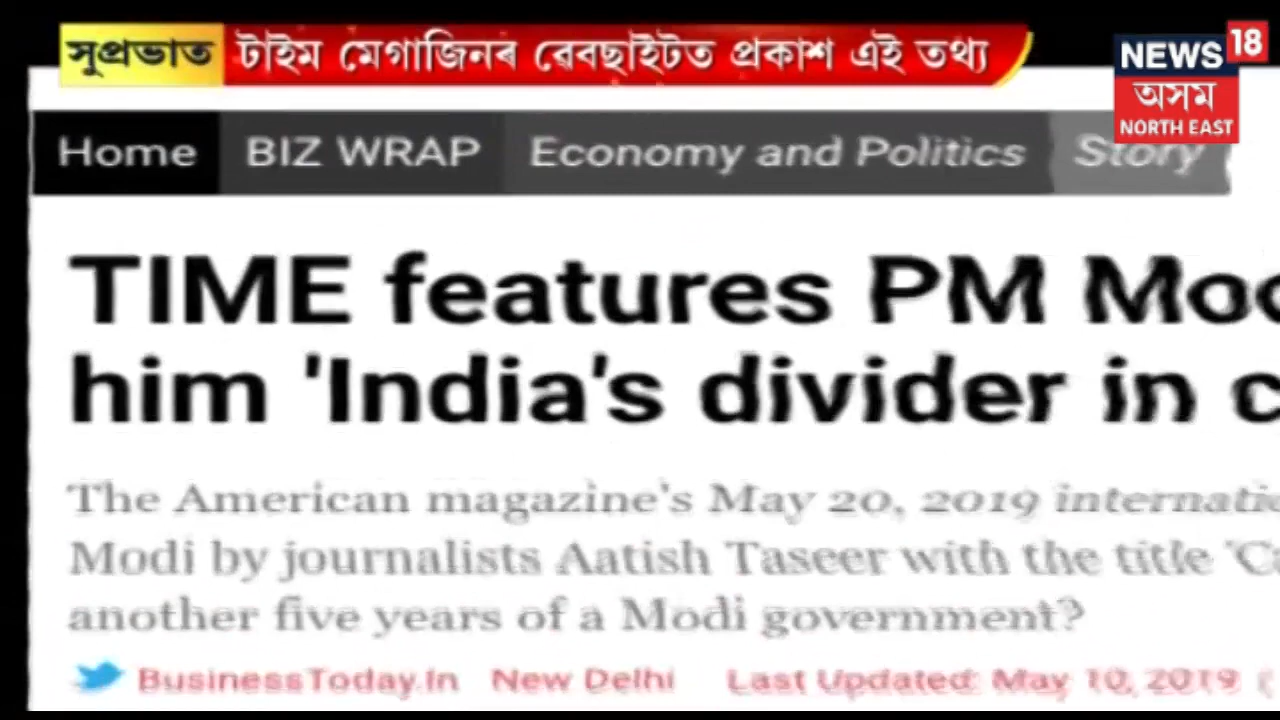 সুপ্ৰভাত টাইম মেগাজিনৰ ৱেবছাইটত প্ৰকাশ এই তথ্য
NEWS 18
অসম
NORTH EAST
Home BIZ WRAP Economy and Politics Story
TIME features PM
him 'India's divider in
The American magazine's May 20, 2019
Modi by journalists Aatish Taseer with the title
another five years of a Modi government?
BusinessToday.In New Delhi Last Updated: May 10, 2019